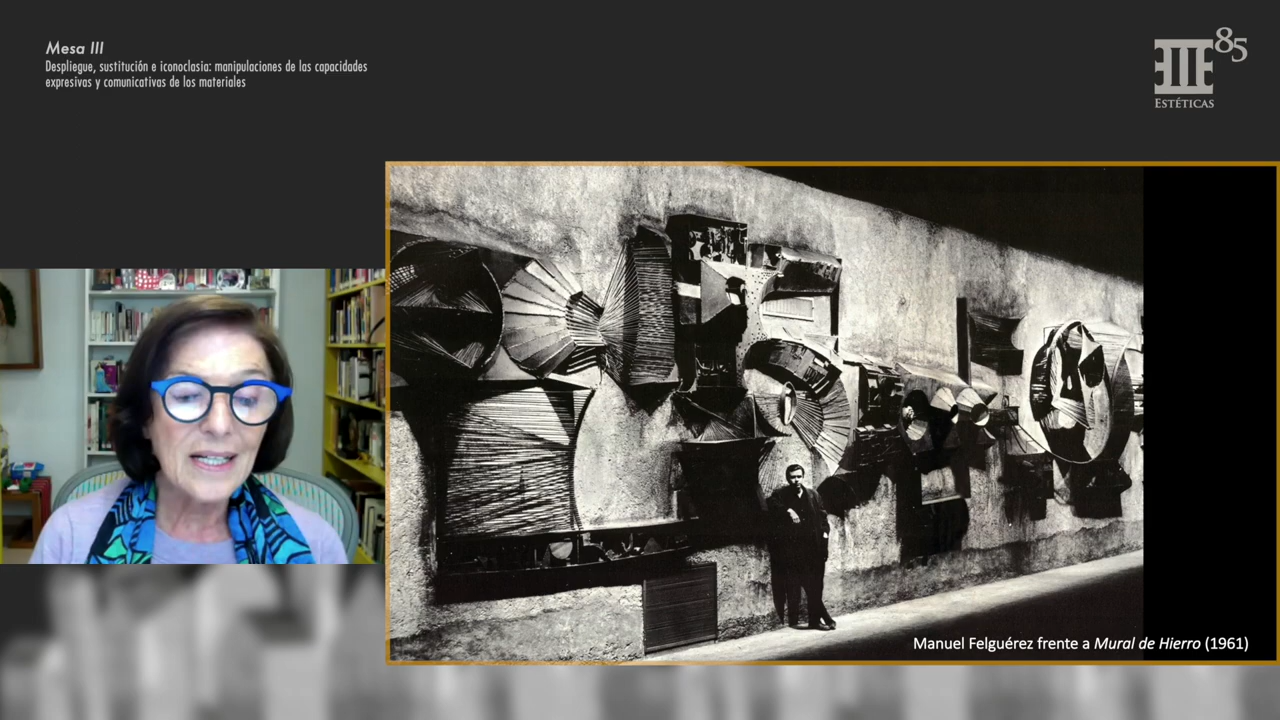 Mesa III
Despliegue, sustitución e iconoclasia: manipulaciones de las capacidades
expresivas y comunicativas de los materiales
85
ESTÉTICAS
Manuel Felguérez frente a Mural de Hierro (1961)